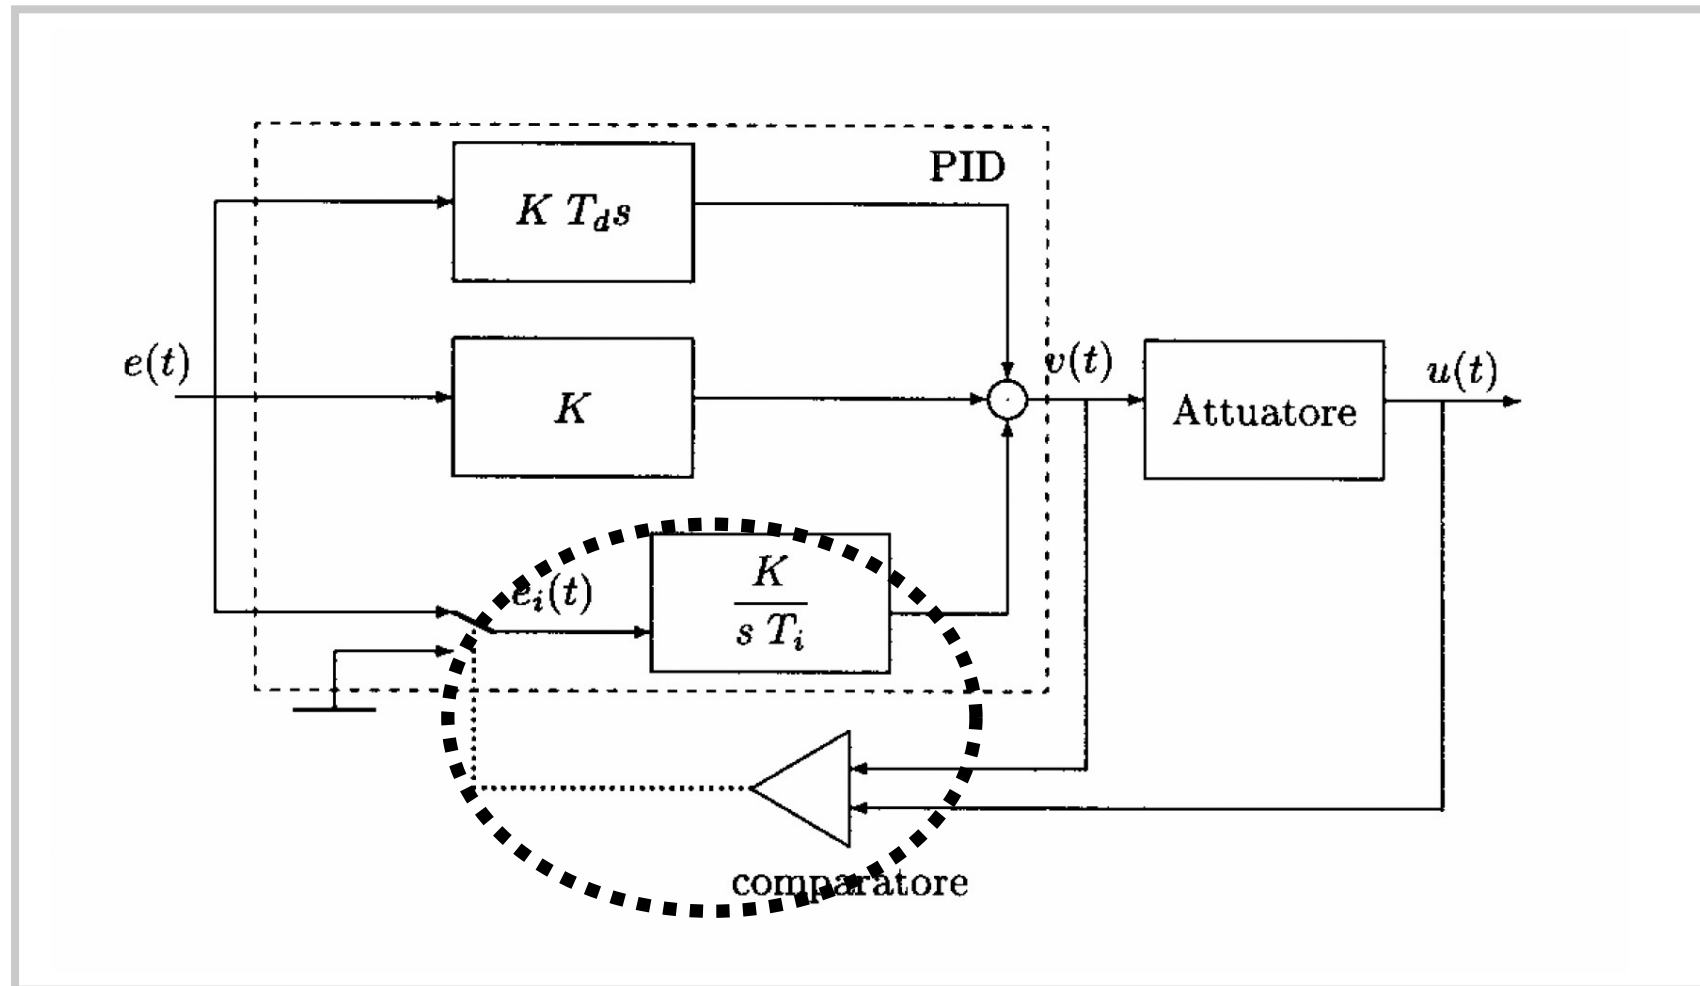 PID
K T_d s
e(t)
K
v(t)
Attuatore
u(t)
e_i(t)
K
s T_i
comparatore